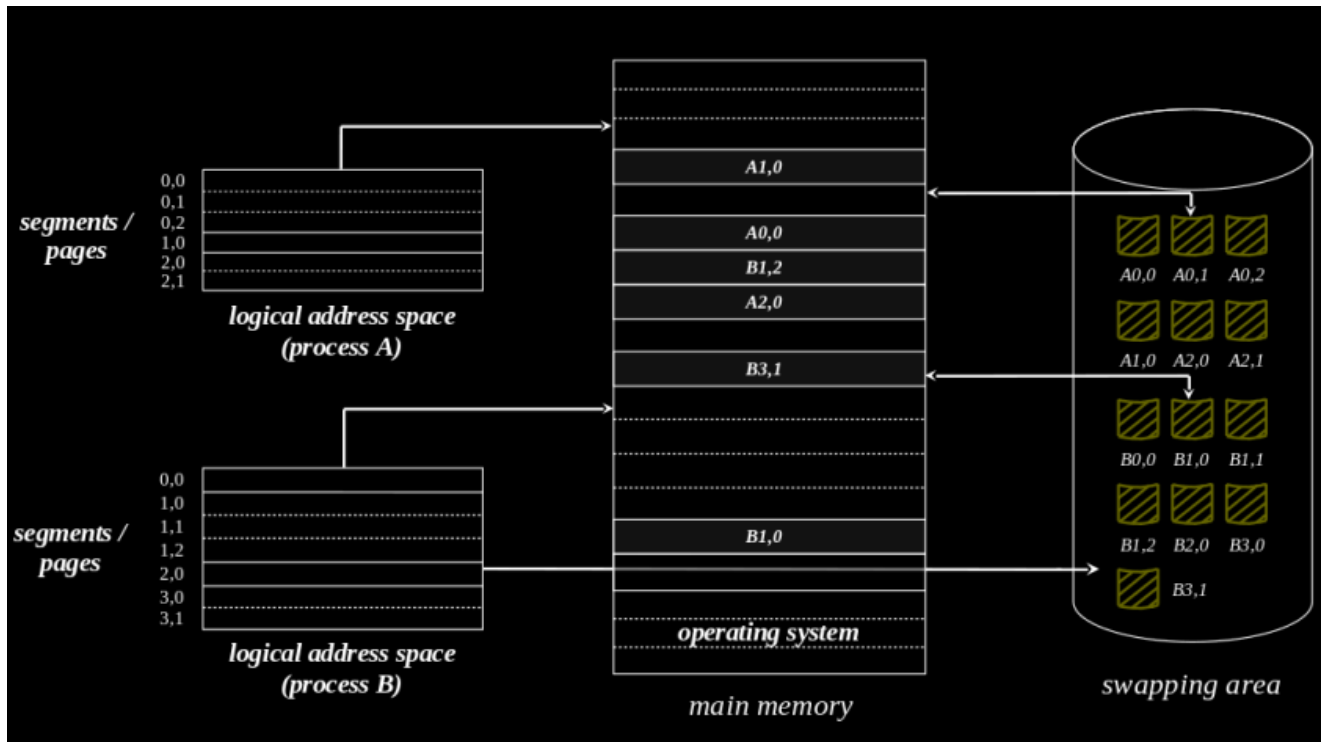 segments /
pages
0,0
0,1
0,2
1,0
2,0
2,1
logical address space
(process A)
segments /
pages
0,0
1,0
1,1
1,2
2,0
3,0
3,1
logical address space
(process B)
A1,0
A0,0
B1,2
A2,0
B3,1
B1,0
operating system
main memory
A0,0 A0,1 A0,2
A1,0 A2,0 A2,1
B0,0 B1,0 B1,1
B1,2 B2,0 B3,0
B3,1
swapping area